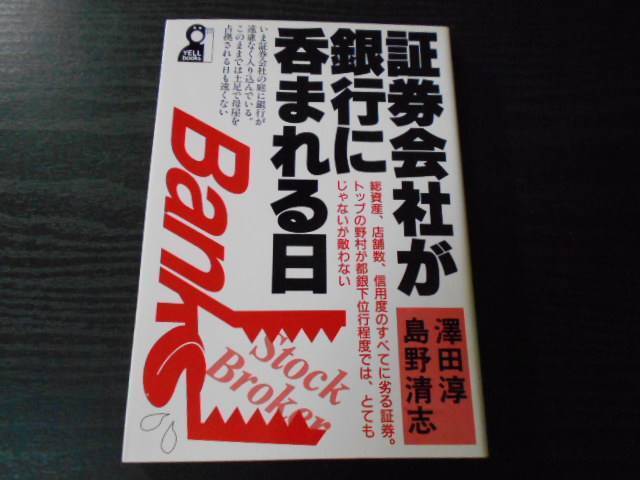 証券会社が
銀行に
呑まれる日
YELL
books
いま証券会社の庭に銀行が
遠慮なく入り込んでいる。
このままでは土足で母屋を
占拠される日も遠くない
総資産、店舗数、信用度のすべてに劣る証券。
トップの野村が都銀下位行程度では、とても
じゃないが敵わない
澤田淳
島野清志
Banks
Stock
Broker